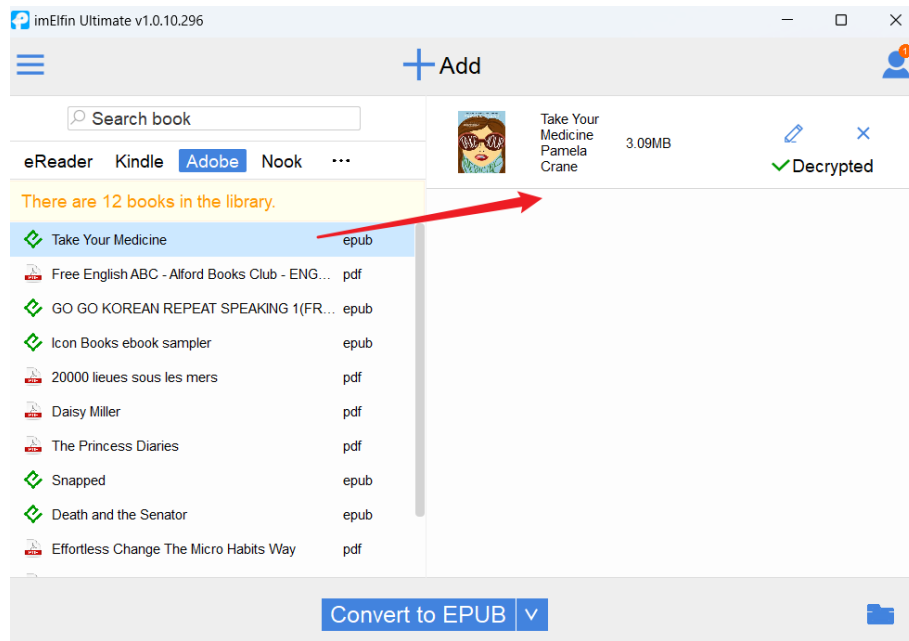 imElfin Ultimate v1.0.10.296
Add
1
Search book
eReader Kindle Adobe Nook ...
There are 12 books in the library.
Take Your Medicine epub
Free English ABC - Alford Books Club - ENG... pdf
GO GO KOREAN REPEAT SPEAKING 1(FR... epub
Icon Books ebook sampler epub
20000 lieues sous les mers pdf
Daisy Miller pdf
The Princess Diaries pdf
Snapped epub
Death and the Senator epub
Effortless Change The Micro Habits Way pdf
Take Your
Medicine
Pamela
Crane
3.09MB
Decrypted
Convert to EPUB